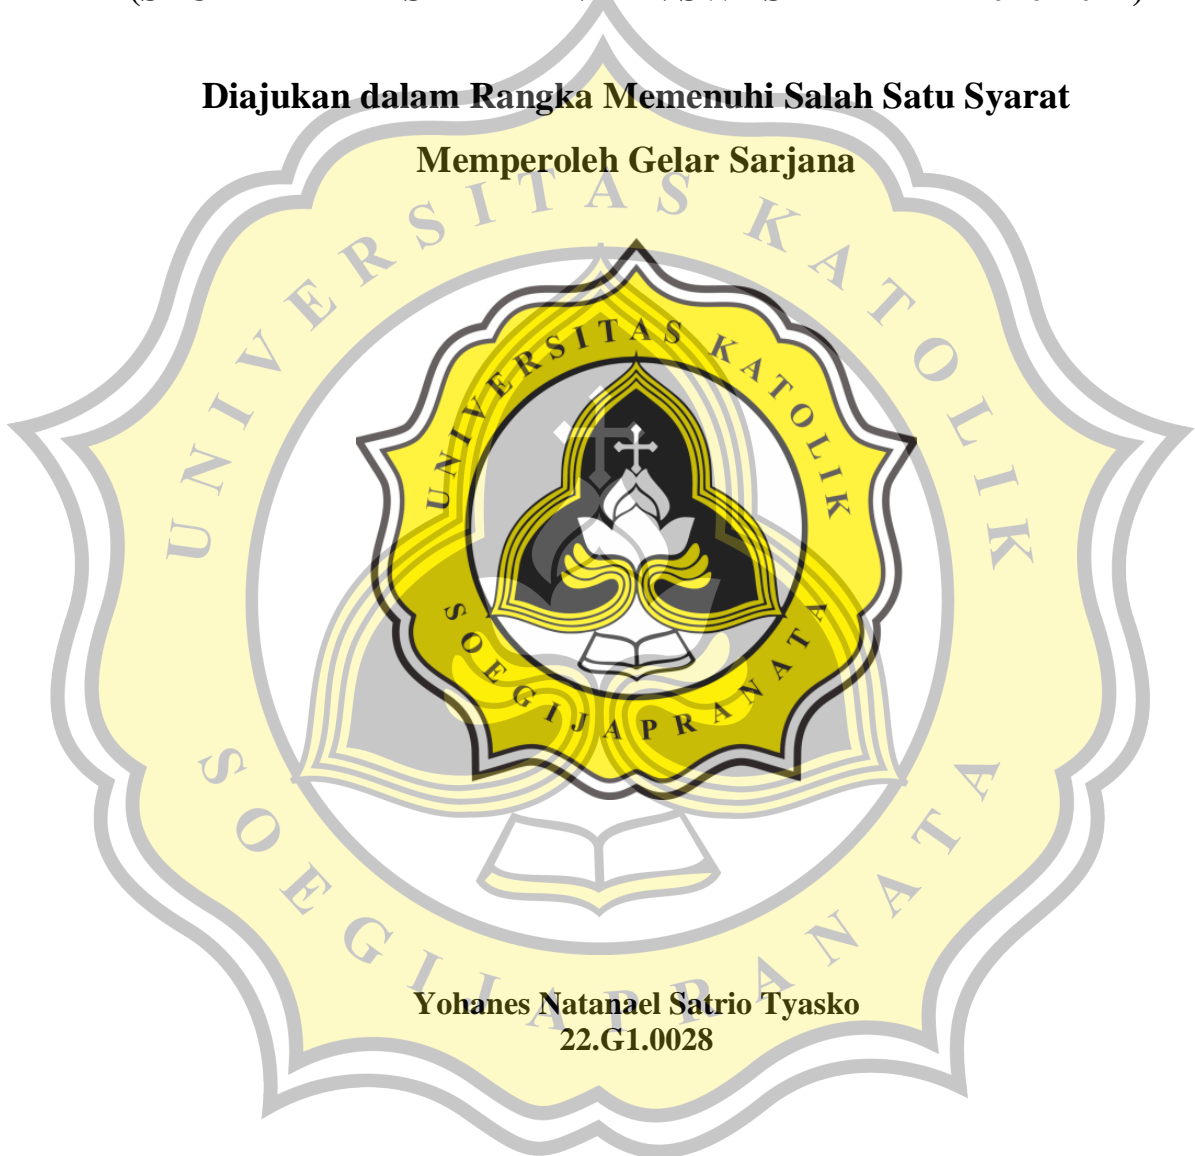 Diajukan dalam Rangka Memenuhi Salah Satu Syarat
Memperoleh Gelar Sarjana
UNIVERSITAS KATOLIK
SOEGIJAPRANATA
UNIVERSITAS KATOLIK
SOEGIJAPRANATA
Yohanes Natanael Satrio Tyasko
22.G1.0028